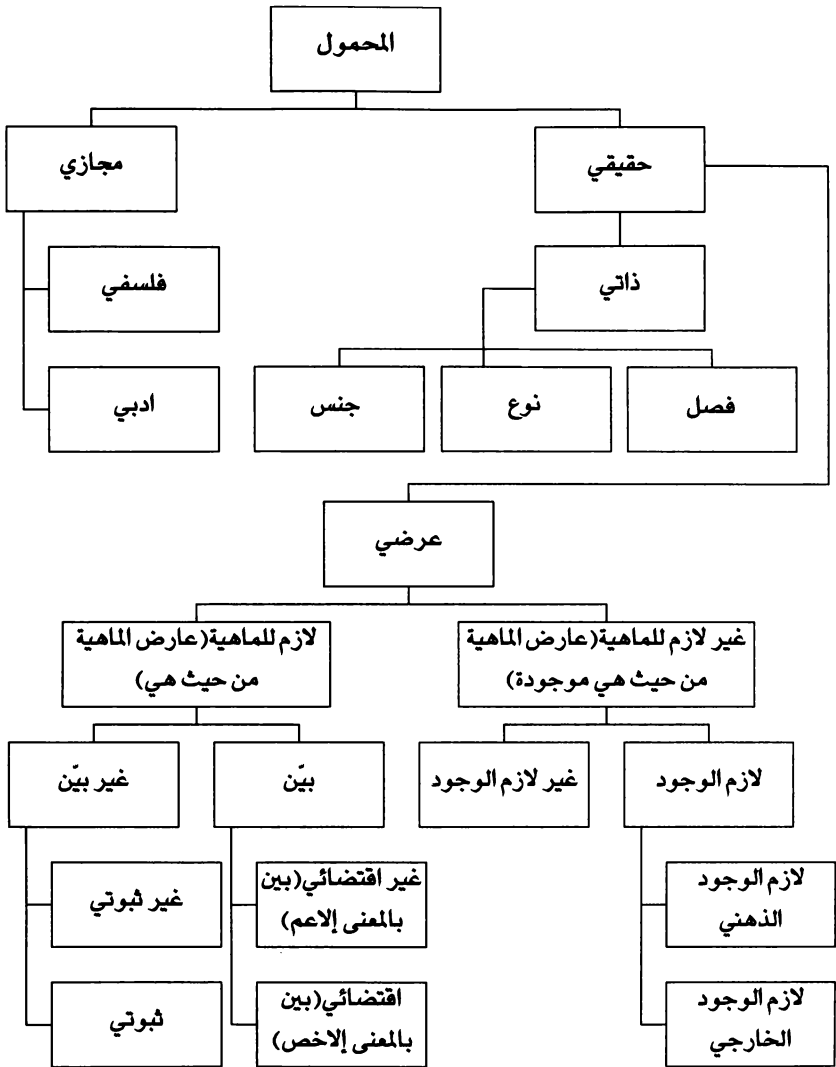 المحمول
حقيقي
مجازي
ذاتي
فلسفي
فصل
نوع
جنس
ادبي
عرضي
غير لازم للماهية(عارض الماهية
من حيث هي موجودة)
لازم للماهية(عارض الماهية
من حيث هي)
لازم الوجود
غير لازم الوجود
بيّن
غير بيّن
لازم الوجود
الذهني
غير اقتضائي(بين
بالمعنى إلاعم)
غير ثبوتي
لازم الوجود
الخارجي
اقتضائي(بين
بالمعنى إلاخص)
ثبوتي